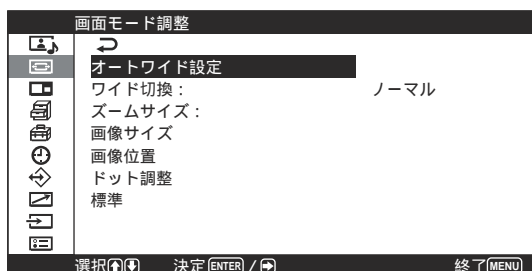 画面モード調整
オートワイド設定
ワイド切換： ノーマル
ズームサイズ：
画像サイズ
画像位置
ドット調整
標準
選択 決定 ENTER / 終了 MENU